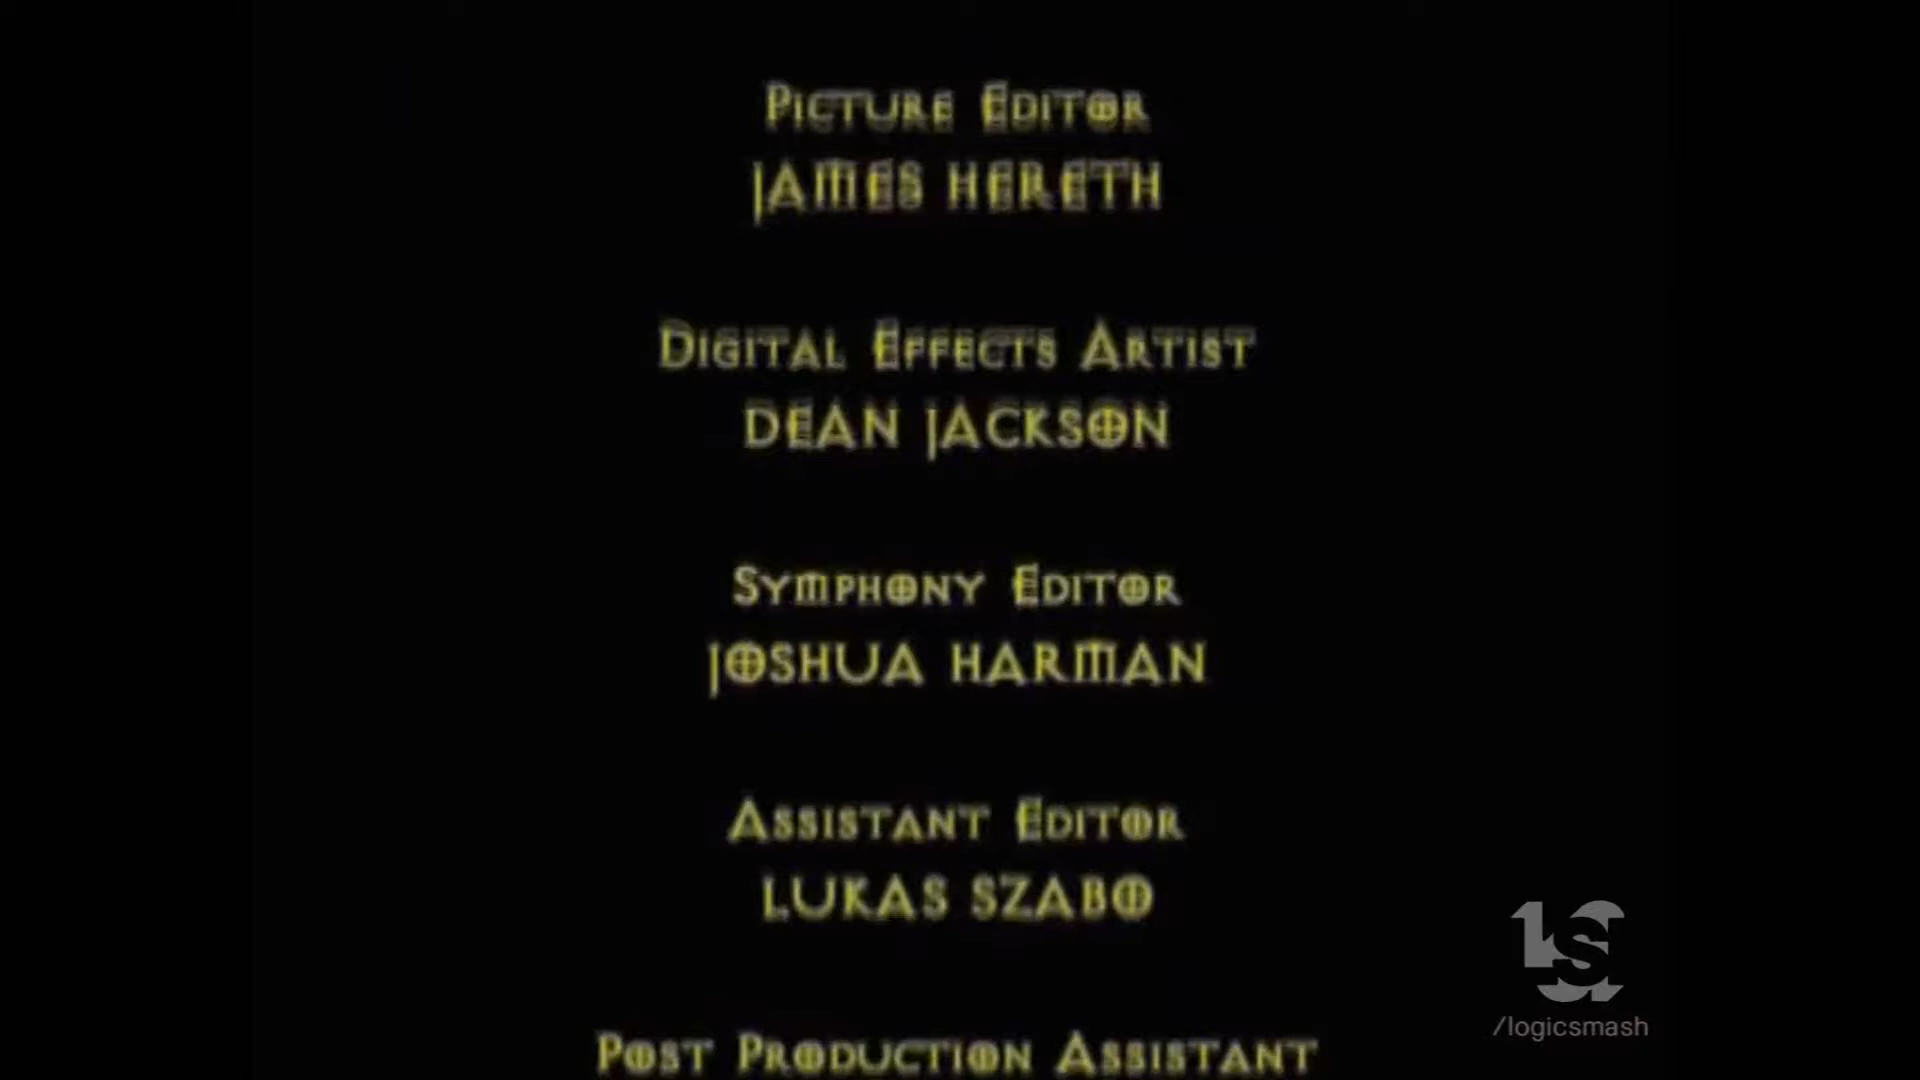 Picture Editor
JAMES HERETH
Digital Effects Artist
DEAN JACKSON
Symphony Editor
JOSHUA HARMAN
Assistant Editor
LUKAS SZABO
Post Production Assistant
LS
/logicsmash